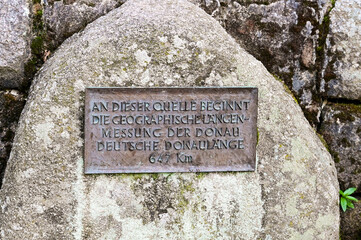 AN DIESER QUELLE BEGINNT
DIE GEOGRAPHISCHE LÄNGEN-
MESSUNG DER DONAU
DEUTSCHE DONAULÄNGE
647 Km